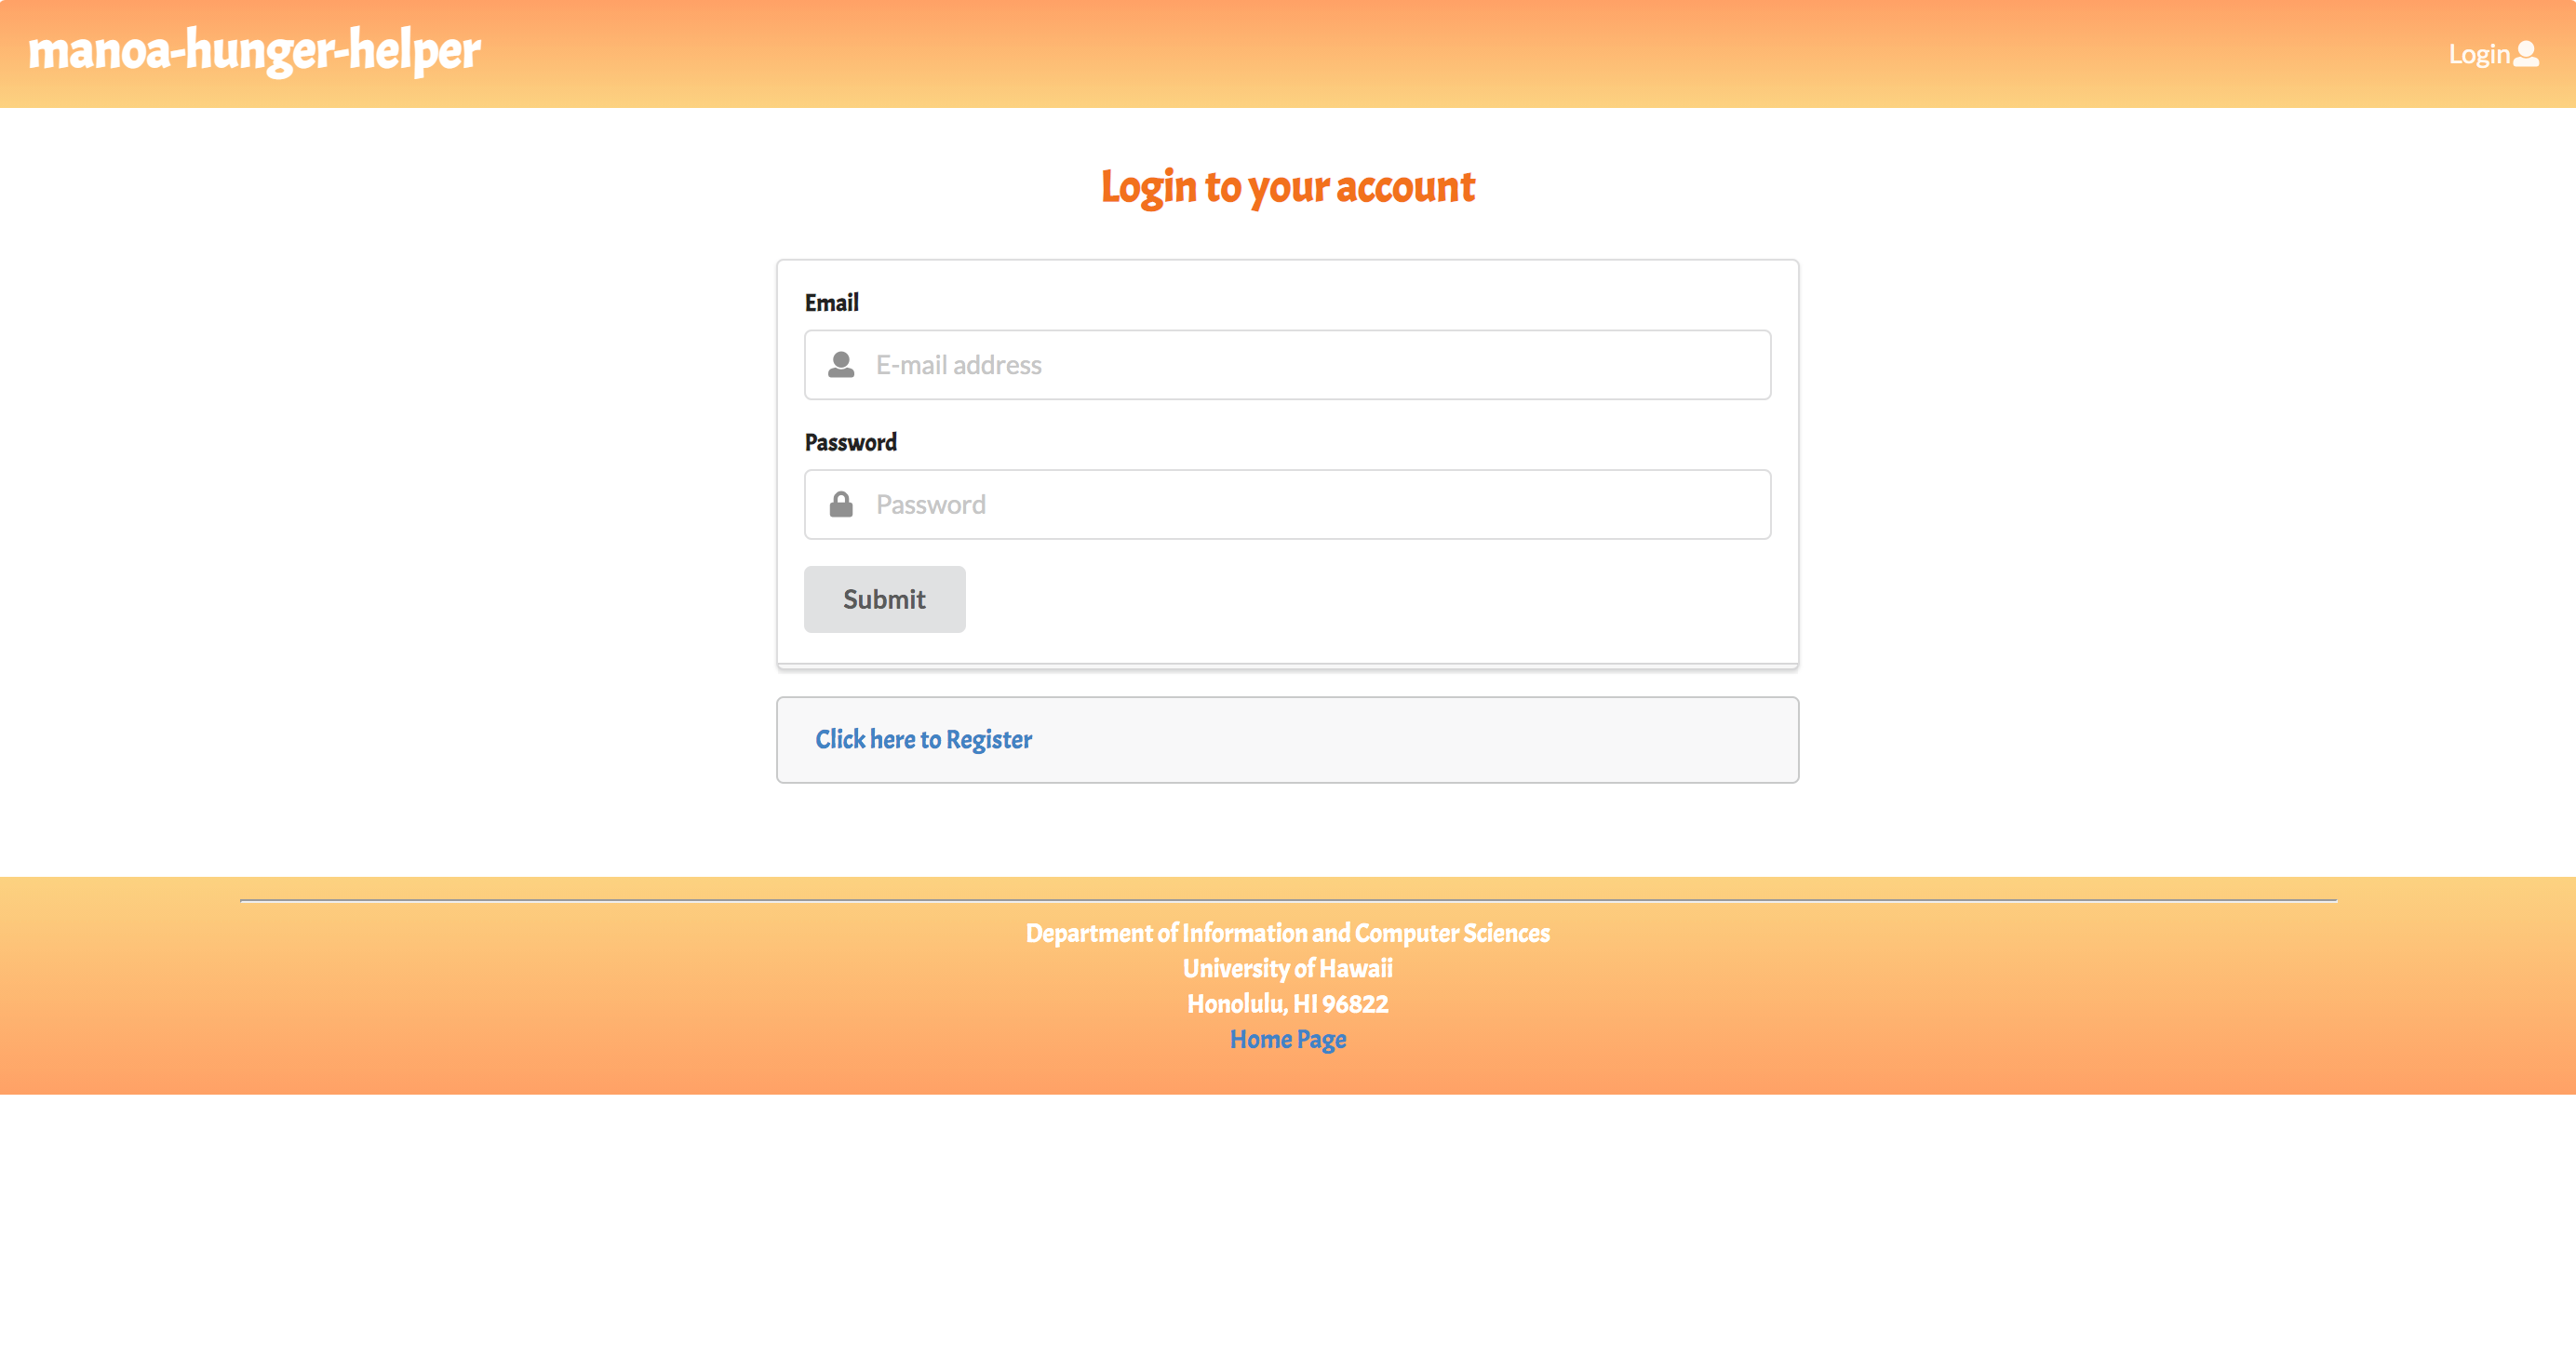 manoa-hunger-helper
Login
Login to your account
Email
E-mail address
Password
Password
Submit
Click here to Register
Department of Information and Computer Sciences
University of Hawaii
Honolulu, HI 96822
Home Page